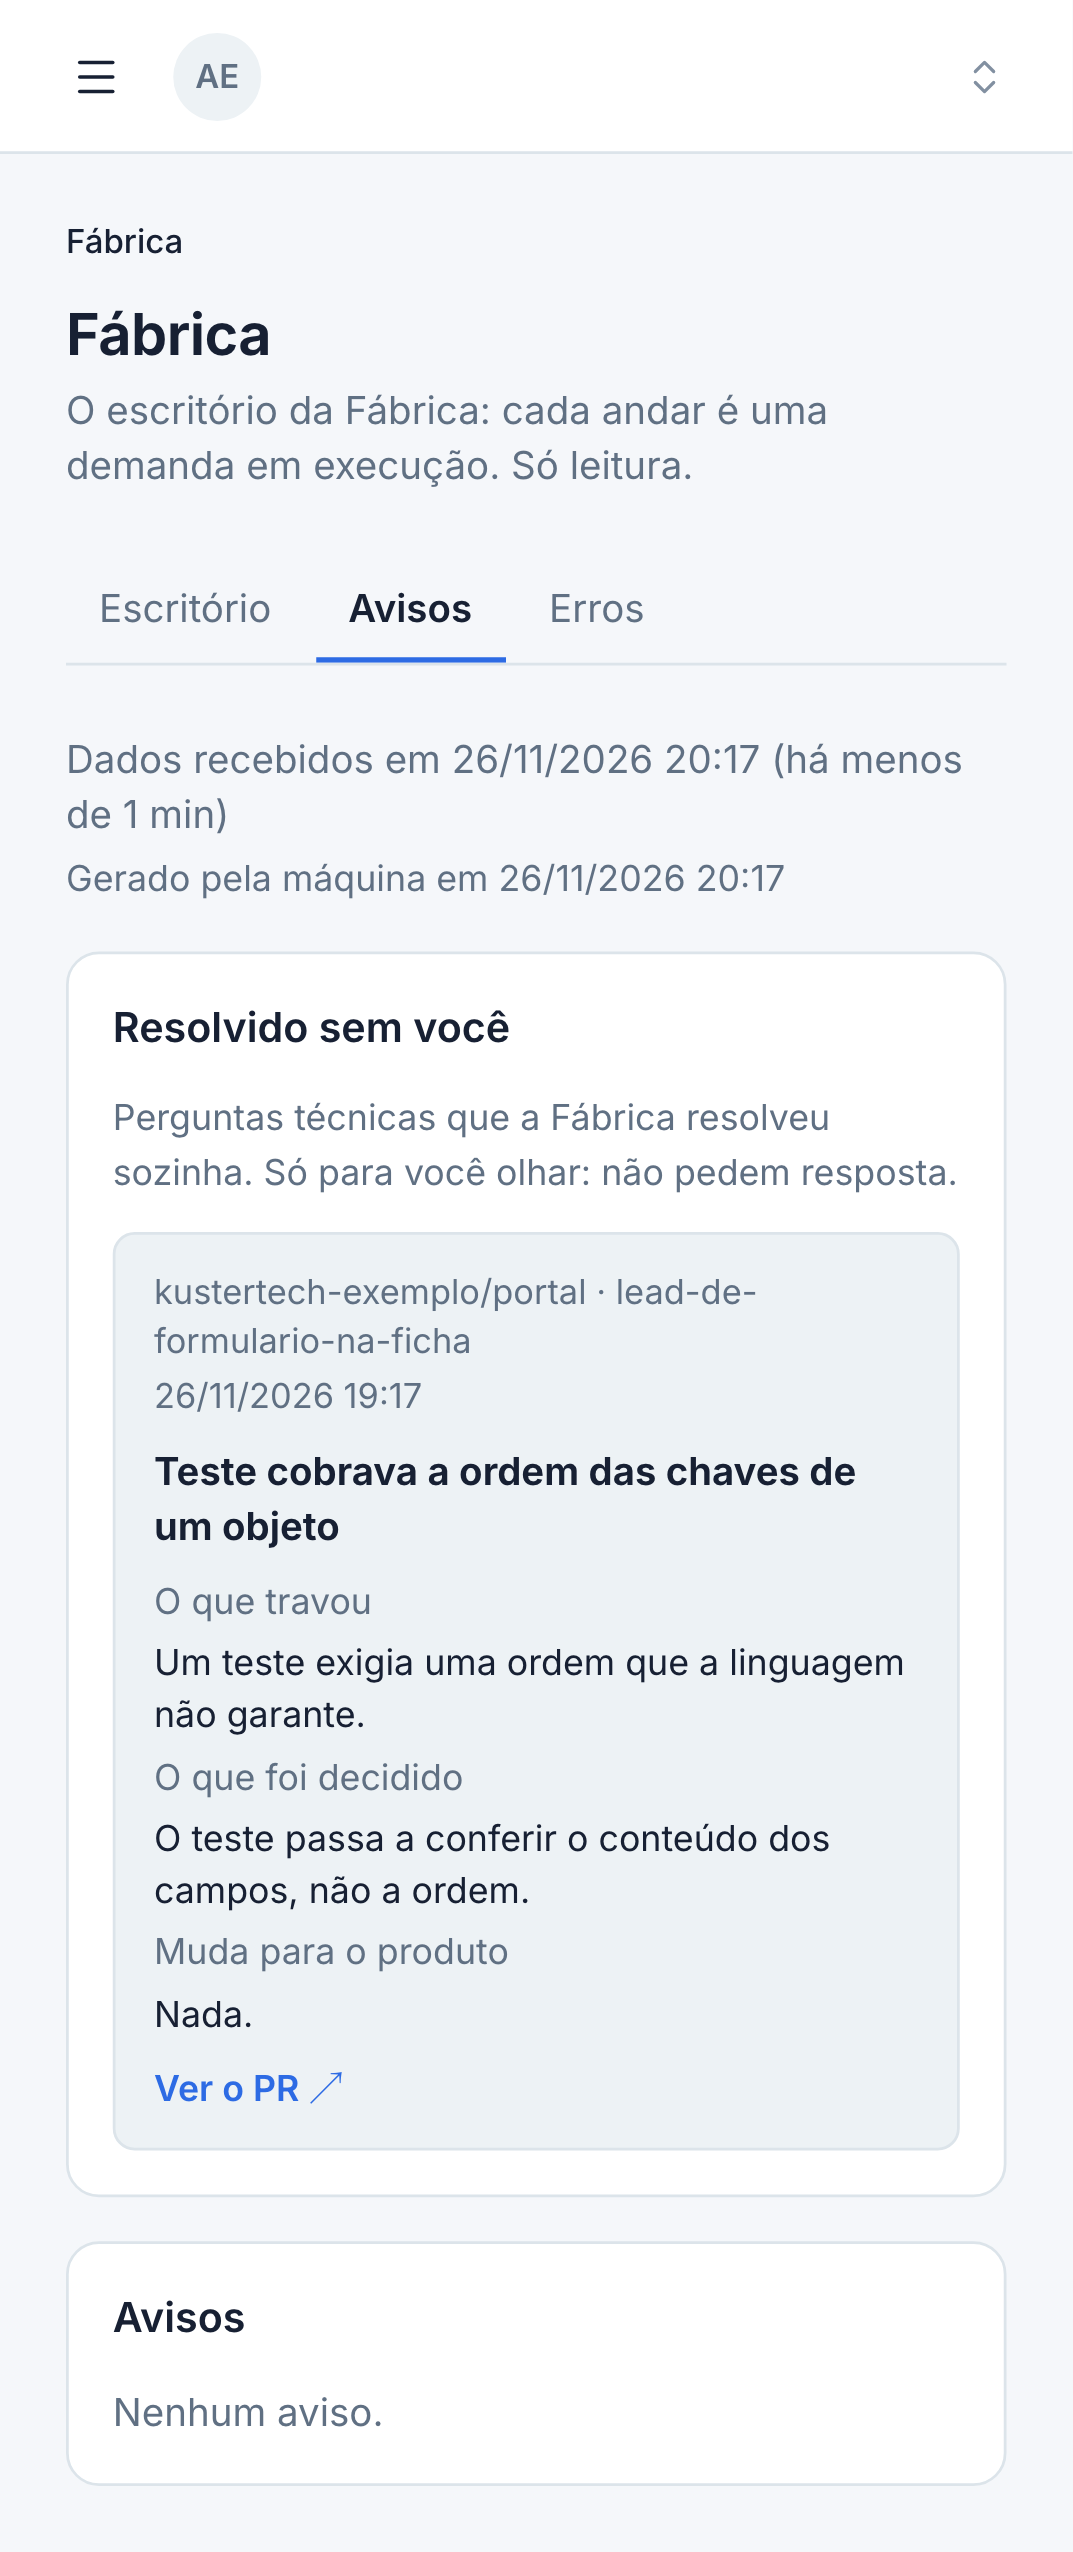 AE
Fábrica
Fábrica
O escritório da Fábrica: cada andar é uma
demanda em execução. Só leitura.
Escritório Avisos Erros
Dados recebidos em 26/11/2026 20:17 (há menos
de 1 min)
Gerado pela máquina em 26/11/2026 20:17
Resolvido sem você
Perguntas técnicas que a Fábrica resolveu
sozinha. Só para você olhar: não pedem resposta.
kustertech-exemplo/portal · lead-de-
formulario-na-ficha
26/11/2026 19:17
Teste cobrava a ordem das chaves de
um objeto
O que travou
Um teste exigia uma ordem que a linguagem
não garante.
O que foi decidido
O teste passa a conferir o conteúdo dos
campos, não a ordem.
Muda para o produto
Nada.
Ver o PR ↗
Avisos
Nenhum aviso.